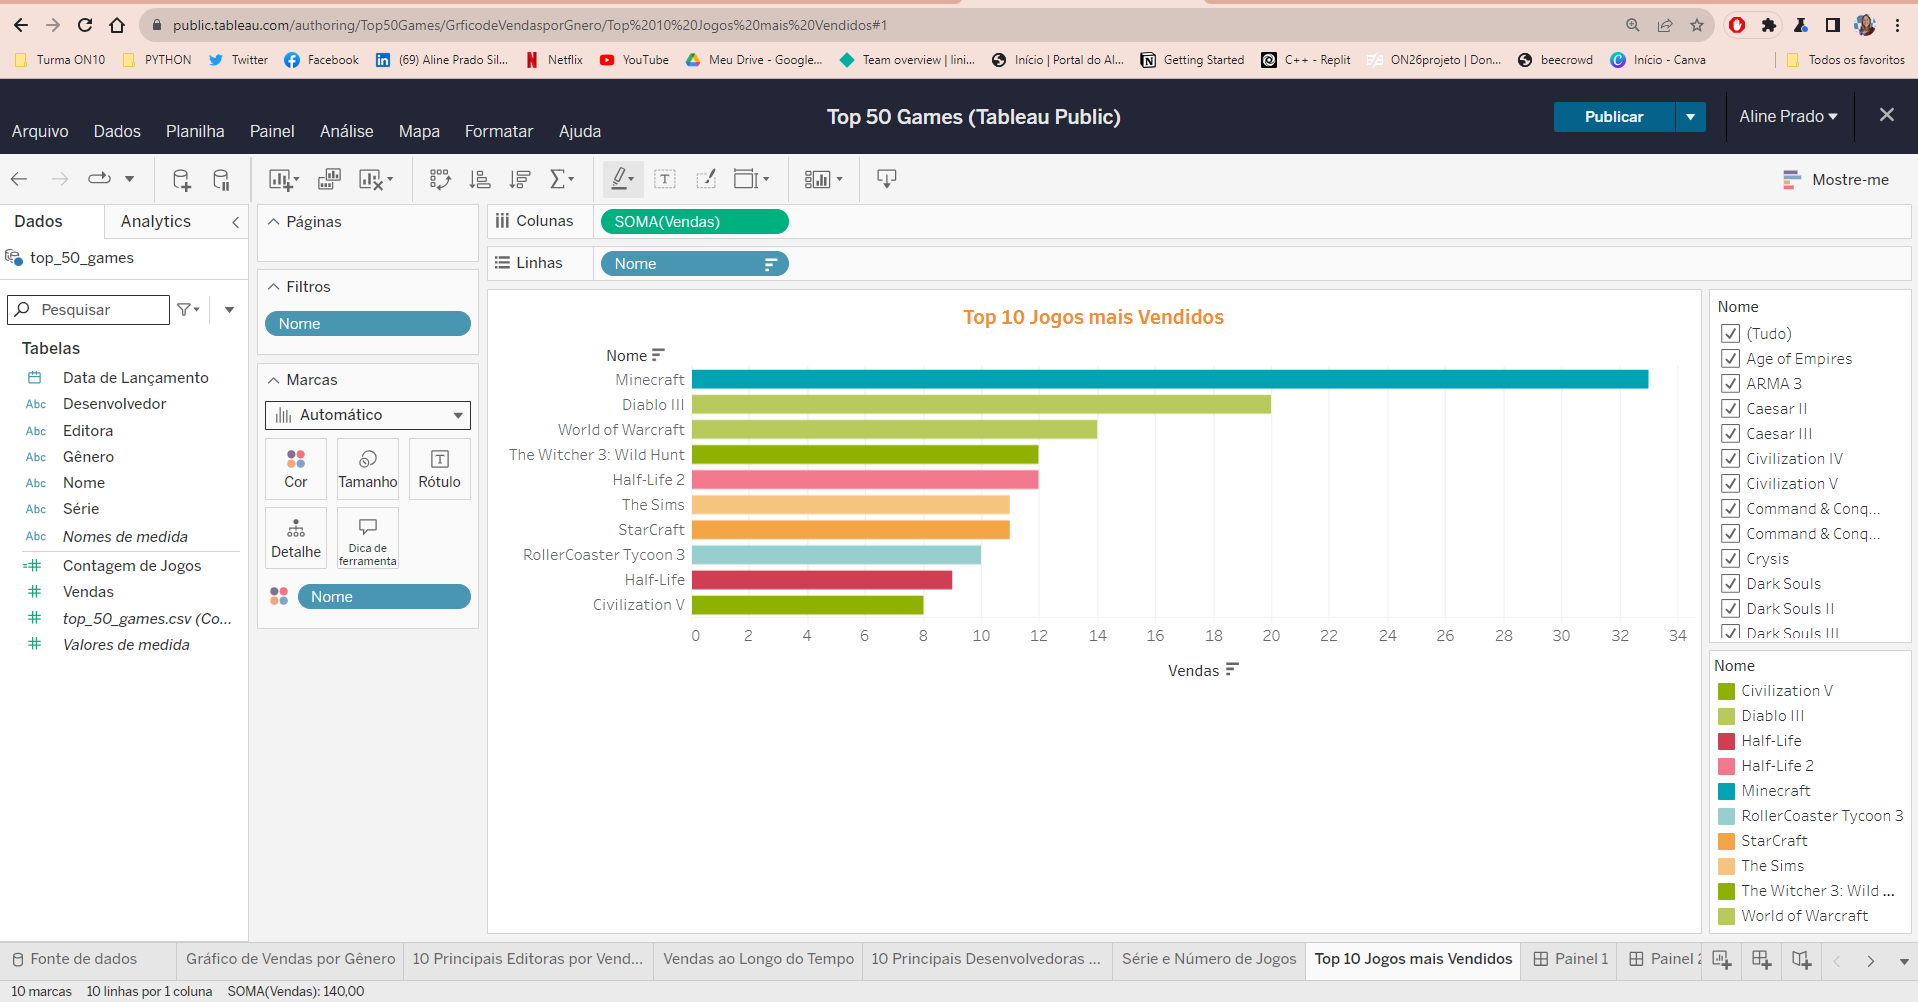 public.tableau.com/authoring/Top50Games/GrficodeVendasporGnero/Top%2010%20Jogos%20mais%20Vendidos#1
Turma ON10 PYTHON Twitter Facebook (69) Aline Prado Sil... Netflix YouTube Meu Drive - Google... Team overview | lini... Início | Portal do Al... Getting Started C++ - Replit ON26projeto | Don... beecrowd Início - Canva Todos os favoritos
Top 50 Games (Tableau Public)
Publicar
Aline Prado
Arquivo Dados Planilha Painel Análise Mapa Formatar Ajuda
Mostre-me
Dados Analytics
top_50_games
Pesquisar
Tabelas
Data de Lançamento
Abc Desenvolvedor
Abc Editora
Abc Gênero
Abc Nome
Abc Série
Abc Nomes de medida
Contagem de Jogos
Vendas
top_50_games.csv (Co...
Valores de medida
Páginas
Filtros
Nome
Marcas
Automático
Cor Tamanho Rótulo
Detalhe Dica de ferramenta
Nome
Colunas SOMA(Vendas)
Linhas Nome
Top 10 Jogos mais Vendidos
Nome
Minecraft
Diablo III
World of Warcraft
The Witcher 3: Wild Hunt
Half-Life 2
The Sims
StarCraft
RollerCoaster Tycoon 3
Half-Life
Civilization V
0 2 4 6 8 10 12 14 16 18 20 22 24 26 28 30 32 34
Vendas
Nome
(Tudo)
Age of Empires
ARMA 3
Caesar II
Caesar III
Civilization IV
Civilization V
Command & Conq...
Command & Conq...
Crysis
Dark Souls
Dark Souls II
Dark Souls III
Nome
Civilization V
Diablo III
Half-Life
Half-Life 2
Minecraft
RollerCoaster Tycoon 3
StarCraft
The Sims
The Witcher 3: Wild ...
World of Warcraft
Fonte de dados Gráfico de Vendas por Gênero 10 Principais Editoras por Vend... Vendas ao Longo do Tempo 10 Principais Desenvolvedoras ... Série e Número de Jogos Top 10 Jogos mais Vendidos Painel 1 Painel 2
10 marcas 10 linhas por 1 coluna SOMA(Vendas): 140,00